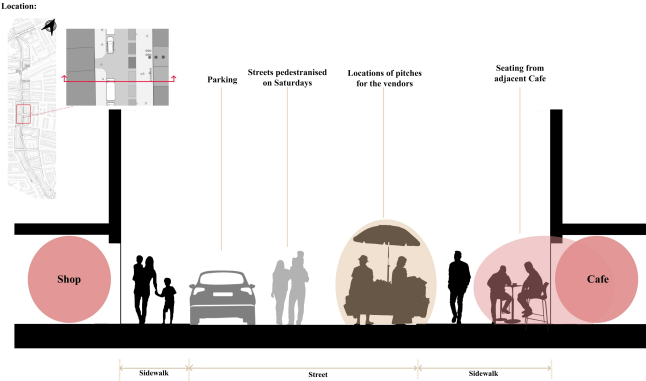 Location:
Parking
Streets pedestranised
on Saturdays
Locations of pitches
for the vendors
Seating from
adjacent Cafe
Shop
Cafe
Sidewalk
Street
Sidewalk